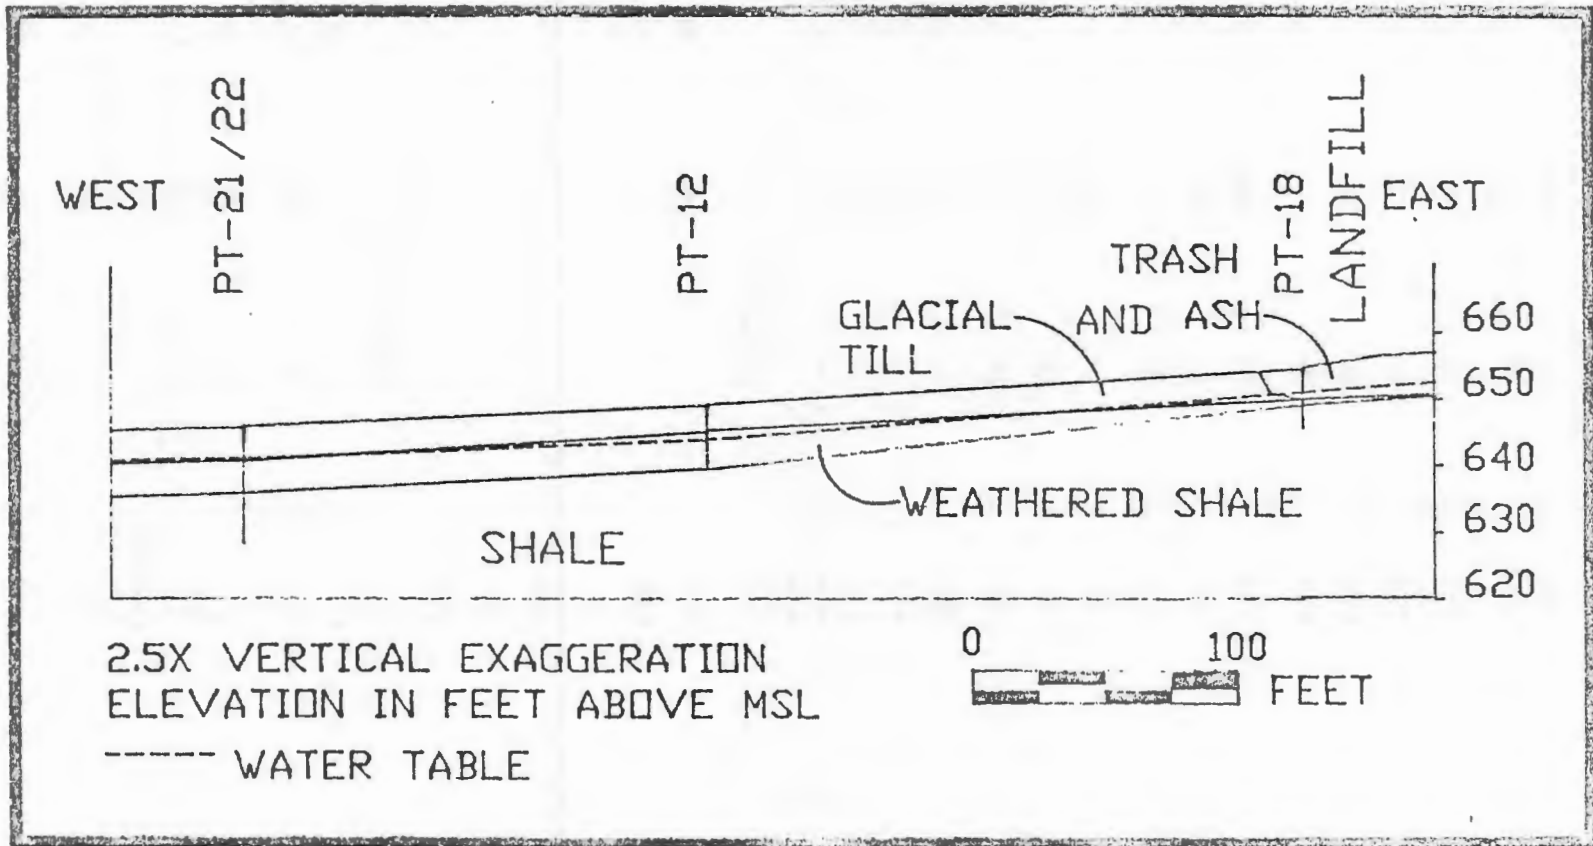 WEST
PT-21/22
PT-12
PT-18
LANDFILL
EAST
TRASH
AND ASH
GLACIAL
TILL
660
650
640
630
620
WEATHERED SHALE
SHALE
2.5X VERTICAL EXAGGERATION
ELEVATION IN FEET ABOVE MSL
----- WATER TABLE
0 100
FEET